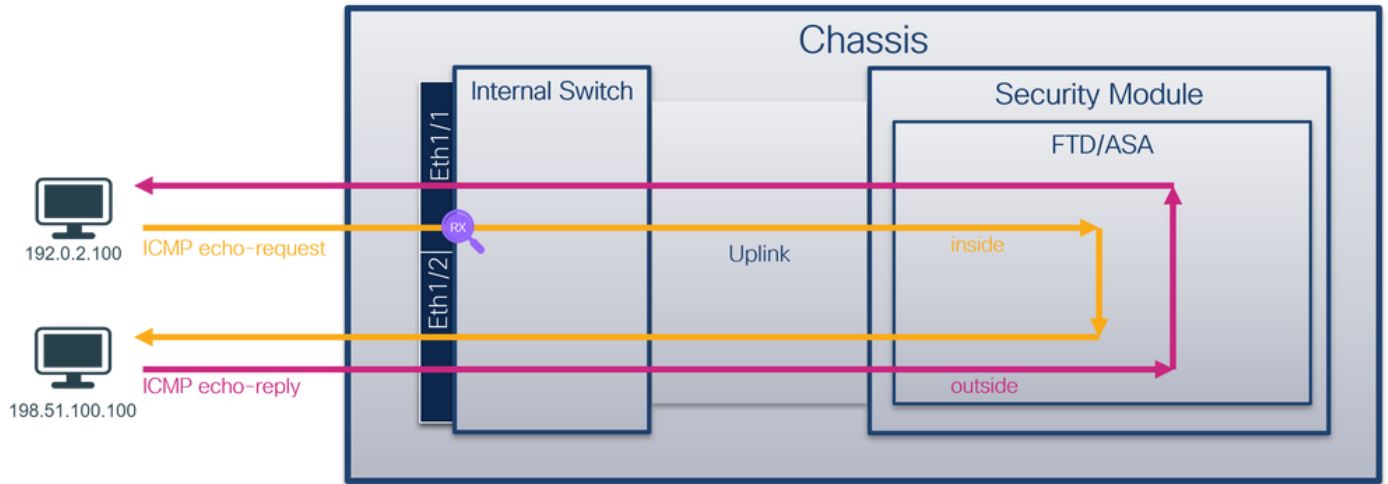 Chassis
Internal Switch
Security Module
FTD/ASA
Eth1/1
RX
192.0.2.100
ICMP echo-request
inside
Uplink
Eth1/2
ICMP echo-reply
outside
198.51.100.100